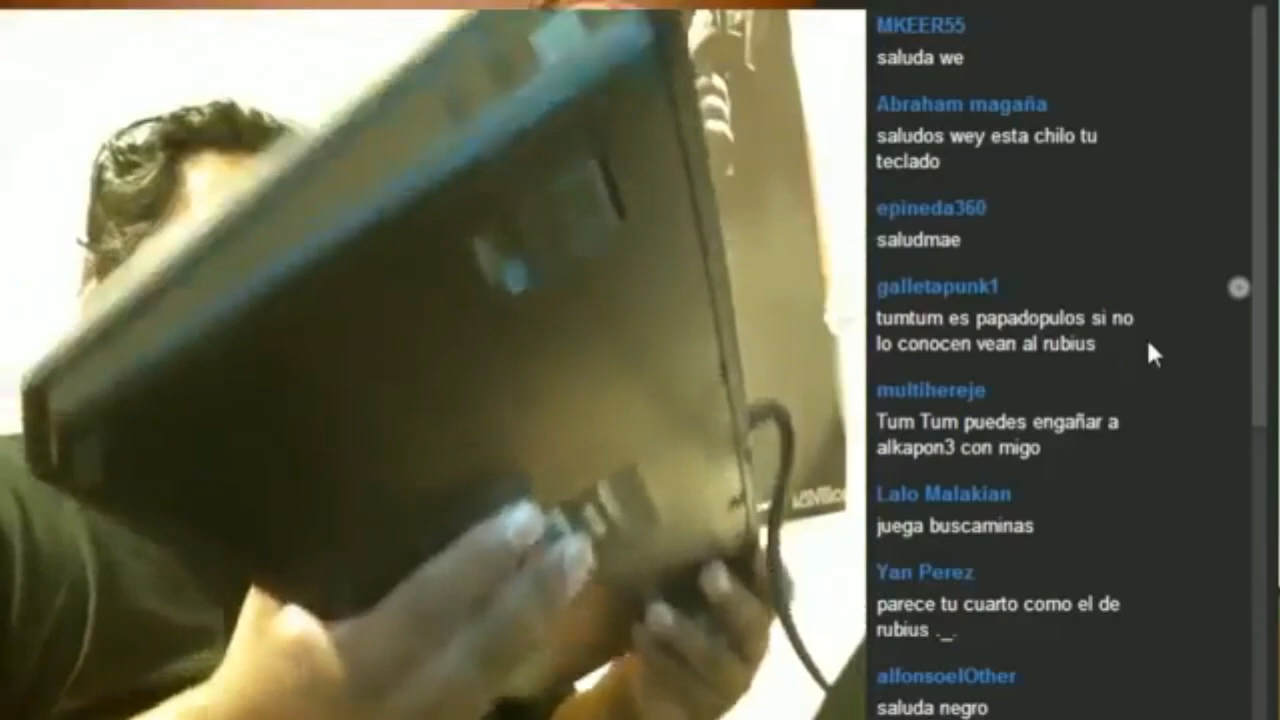 MKEER55
saluda we
Abraham magaña
saludos wey esta chilo tu
teclado
epineda360
saludmae
galletapunk1
tumtum es papadopulos si no
lo conocen vean al rubius
multihereje
Tum Tum puedes engañar a
alkapon3 con migo
Lalo Malakian
juega buscaminas
Yan Perez
parece tu cuarto como el de
rubius ._.
alfonsoelOther
saluda negro